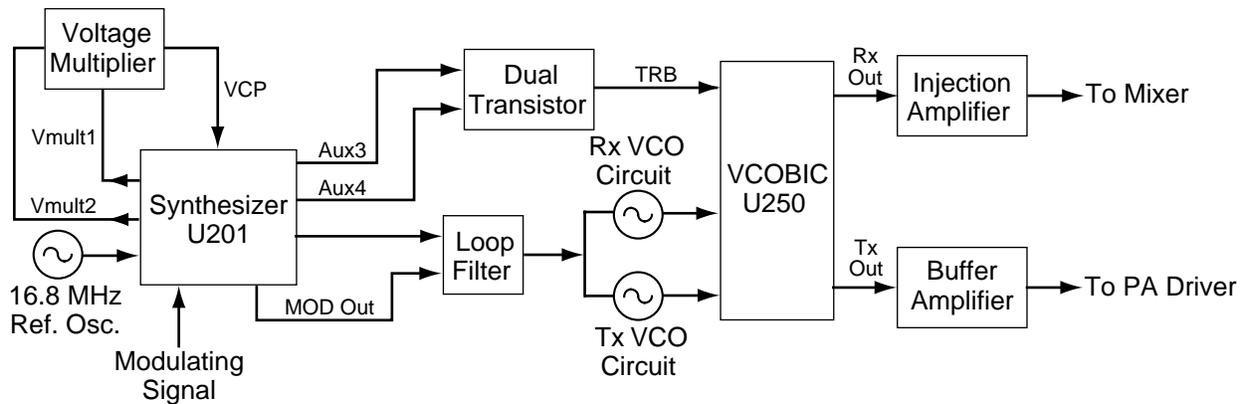 Voltage
Multiplier
VCP
Vmult1
Vmult2
Synthesizer
U201
16.8 MHz
Ref. Osc.
Modulating
Signal
Aux3
Aux4
MOD Out
Dual
Transistor
TRB
Loop
Filter
Rx VCO
Circuit
Tx VCO
Circuit
VCOBIC
U250
Rx
Out
Injection
Amplifier
To Mixer
Tx
Out
Buffer
Amplifier
To PA Driver